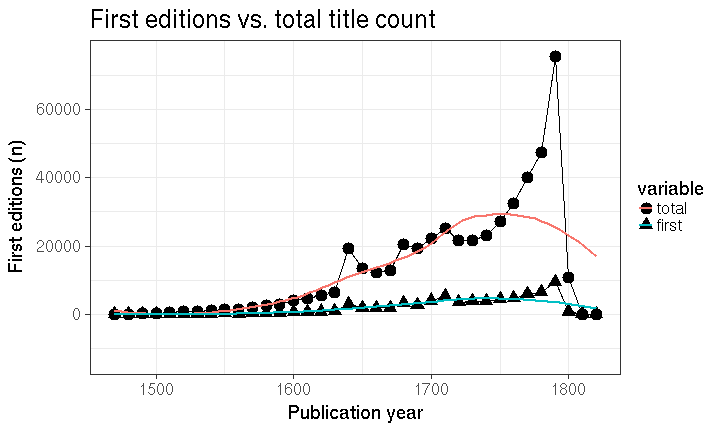 First editions vs. total title count
First editions (n)
60000
40000
20000
0
1500
1600
1700
1800
Publication year
variable
total
first